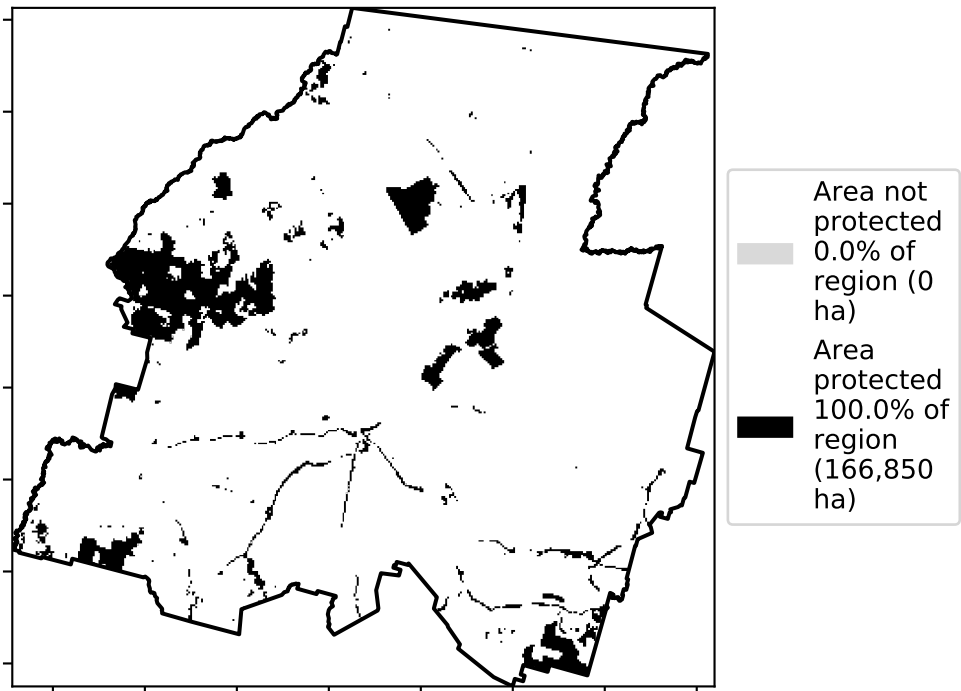 Area not
protected
0.0% of
region (0
ha)
Area
protected
100.0% of
region
(166,850
ha)